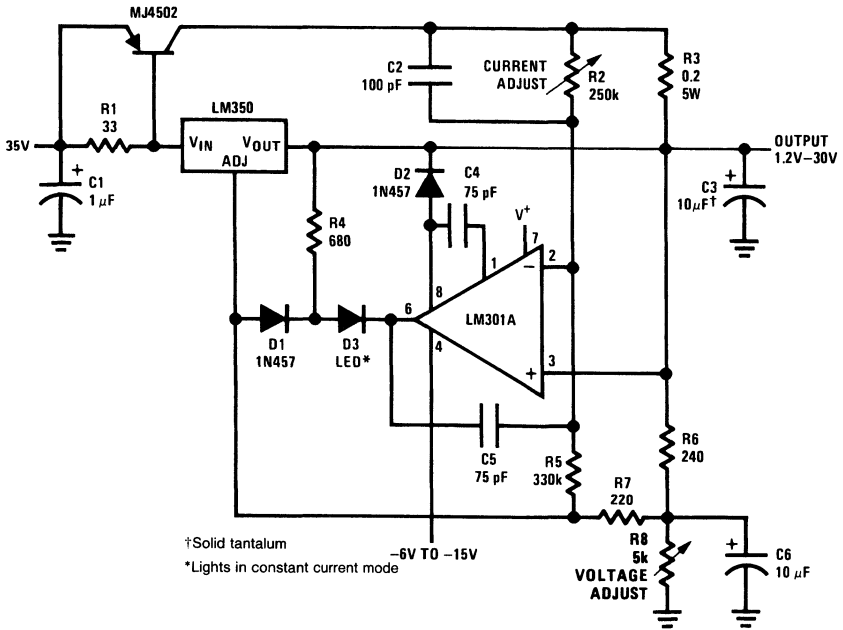 MJ4502
C2
100 pF
CURRENT
ADJUST
R2
250k
R3
0.2
5W
R1
33
LM350
35V
VIN
VOUT
ADJ
OUTPUT
1.2V–30V
C1
1 μF
D2
1N457
C4
75 pF
C3
10μF†
R4
680
V+
7
2
1
8
6
4
LM301A
3
–
+
D1
1N457
D3
LED*
C5
75 pF
R5
330k
R6
240
R7
220
†Solid tantalum
*Lights in constant current mode
–6V TO –15V
R8
5k
VOLTAGE
ADJUST
C6
10 μF
+
+
+